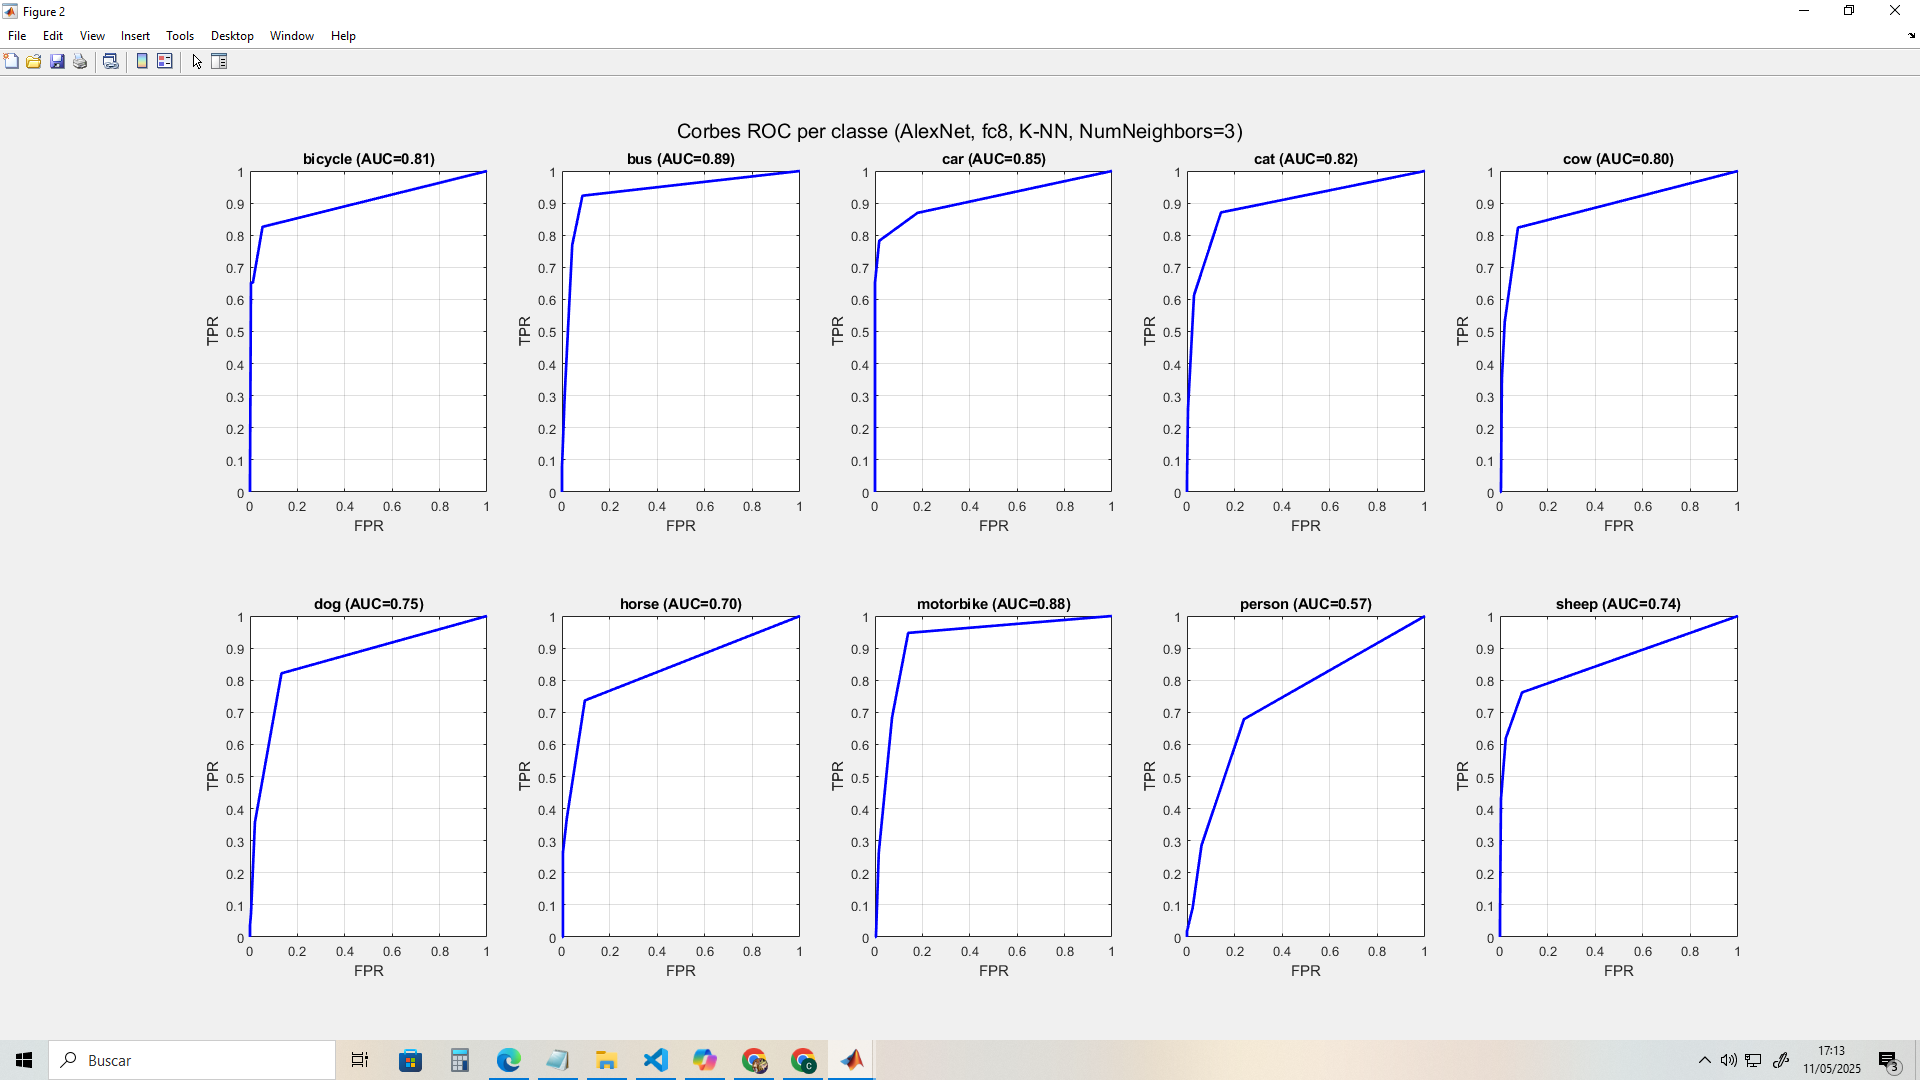 Figure 2
File Edit View Insert Tools Desktop Window Help
Corbes ROC per classe (AlexNet, fc8, K-NN, NumNeighbors=3)
bicycle (AUC=0.81)
1
0.9
0.8
0.7
0.6
0.5
0.4
0.3
0.2
0.1
0
TPR
0 0.2 0.4 0.6 0.8 1
FPR
bus (AUC=0.89)
1
0.9
0.8
0.7
0.6
0.5
0.4
0.3
0.2
0.1
0
TPR
0 0.2 0.4 0.6 0.8 1
FPR
car (AUC=0.85)
1
0.9
0.8
0.7
0.6
0.5
0.4
0.3
0.2
0.1
0
TPR
0 0.2 0.4 0.6 0.8 1
FPR
cat (AUC=0.82)
1
0.9
0.8
0.7
0.6
0.5
0.4
0.3
0.2
0.1
0
TPR
0 0.2 0.4 0.6 0.8 1
FPR
cow (AUC=0.80)
1
0.9
0.8
0.7
0.6
0.5
0.4
0.3
0.2
0.1
0
TPR
0 0.2 0.4 0.6 0.8 1
FPR
dog (AUC=0.75)
1
0.9
0.8
0.7
0.6
0.5
0.4
0.3
0.2
0.1
0
TPR
0 0.2 0.4 0.6 0.8 1
FPR
horse (AUC=0.70)
1
0.9
0.8
0.7
0.6
0.5
0.4
0.3
0.2
0.1
0
TPR
0 0.2 0.4 0.6 0.8 1
FPR
motorbike (AUC=0.88)
1
0.9
0.8
0.7
0.6
0.5
0.4
0.3
0.2
0.1
0
TPR
0 0.2 0.4 0.6 0.8 1
FPR
person (AUC=0.57)
1
0.9
0.8
0.7
0.6
0.5
0.4
0.3
0.2
0.1
0
TPR
0 0.2 0.4 0.6 0.8 1
FPR
sheep (AUC=0.74)
1
0.9
0.8
0.7
0.6
0.5
0.4
0.3
0.2
0.1
0
TPR
0 0.2 0.4 0.6 0.8 1
FPR
Buscar
C
17:13
11/05/2025
3